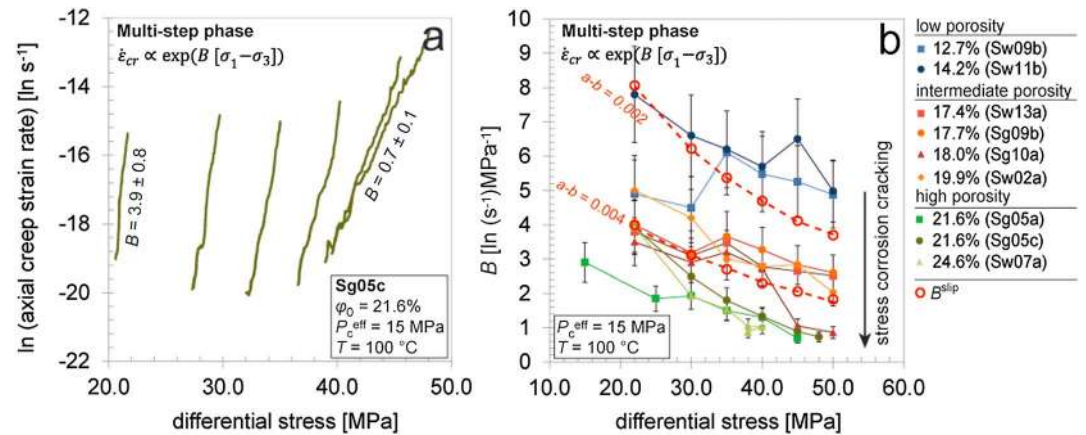 a
Multi-step phase
ε̇cr ∝ exp(B [σ1−σ3])
ln (axial creep strain rate) [ln s-1]
-12
-14
-16
-18
-20
-22
B = 3.9 ± 0.8
B = 0.7 ± 0.1
Sg05c
φ0 = 21.6%
Pc eff = 15 MPa
T = 100 °C
20.0 30.0 40.0 50.0
differential stress [MPa]
b
Multi-step phase
ε̇cr ∝ exp(B [σ1−σ3])
B [ln (s-1)MPa-1]
10
9
8
7
6
5
4
3
2
1
0
a-b = 0.002
a-b = 0.004
Pc eff = 15 MPa
T = 100 °C
stress corrosion cracking
10.0 20.0 30.0 40.0 50.0 60.0
differential stress [MPa]
low porosity
12.7% (Sw09b)
14.2% (Sw11b)
intermediate porosity
17.4% (Sw13a)
17.7% (Sg09b)
18.0% (Sg10a)
19.9% (Sw02a)
high porosity
21.6% (Sg05a)
21.6% (Sg05c)
24.6% (Sw07a)
Bslip